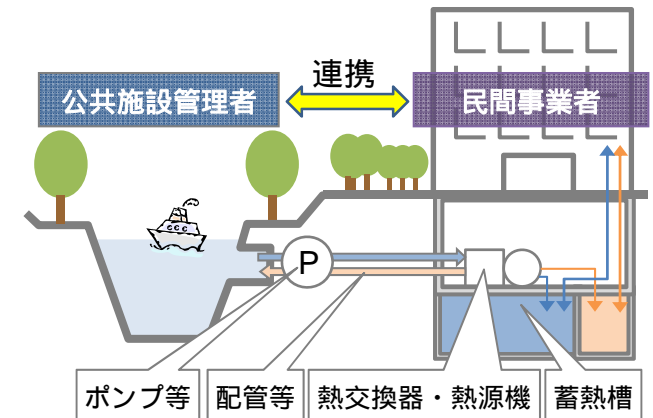 連携
公共施設管理者
民間事業者
P
ポンプ等
配管等
熱交換器・熱源機
蓄熱槽